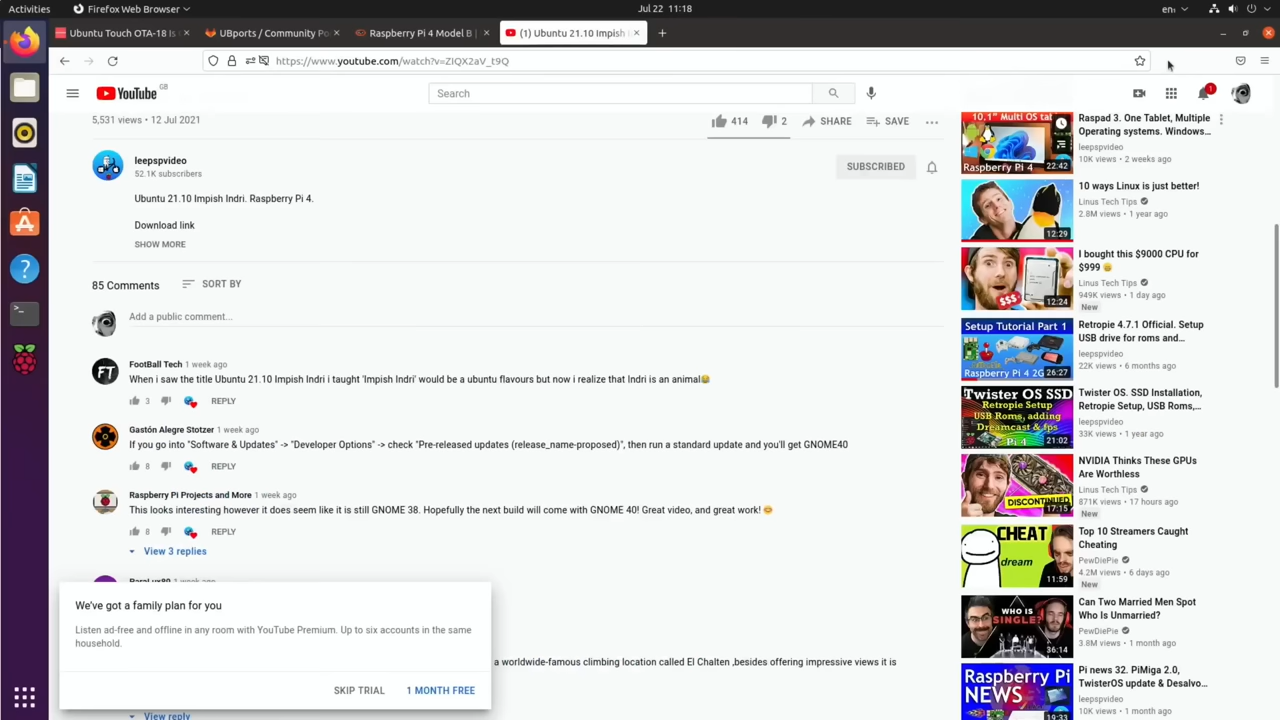 Activities
Firefox Web Browser
Jul 22 11:18
en
Ubuntu Touch OTA-18 Is
UBports / Community Po
Raspberry Pi 4 Model B
(1) Ubuntu 21.10 Impish I
https://www.youtube.com/watch?v=ZIQX2aV_t9Q
YouTube GB
Search
1
5,531 views • 12 Jul 2021
414
2
SHARE
SAVE
leepspvideo
52.1K subscribers
SUBSCRIBED
Ubuntu 21.10 Impish Indri. Raspberry Pi 4.
Download link
SHOW MORE
85 Comments
SORT BY
Add a public comment...
FT
FootBall Tech 1 week ago
When i saw the title Ubuntu 21.10 Impish Indri i taught 'Impish Indri' would be a ubuntu flavours but now i realize that Indri is an animal😂
3
REPLY
Gastón Alegre Stotzer 1 week ago
If you go into "Software & Updates" -> "Developer Options" -> check "Pre-released updates (release_name-proposed)", then run a standard update and you'll get GNOME40
8
REPLY
Raspberry Pi Projects and More 1 week ago
This looks interesting however it does seem like it is still GNOME 38. Hopefully the next build will come with GNOME 40! Great video, and great work! 😊
8
REPLY
View 3 replies
ParaLux89 1 week ago
We've got a family plan for you
Listen ad-free and offline in any room with YouTube Premium. Up to six accounts in the same
household.
SKIP TRIAL
1 MONTH FREE
a worldwide-famous climbing location called El Chalten ,besides offering impressive views it is
View reply
10.1" Multi OS tab
Raspberry Pi 4
22:42
Raspad 3. One Tablet, Multiple
Operating systems. Windows...
leepspvideo
10K views • 2 weeks ago
12:29
10 ways Linux is just better!
Linus Tech Tips
2.8M views • 1 year ago
$$$
12:24
I bought this $9000 CPU for
$999 😀
Linus Tech Tips
949K views • 1 day ago
New
Setup Tutorial Part 1
Raspberry Pi 4 2G
26:27
Retropie 4.7.1 Official. Setup
USB drive for roms and...
leepspvideo
22K views • 6 months ago
Twister OS SSD
Retropie Setup
USB Roms, adding
Dreamcast & fps
Pi 4
21:02
Twister OS. SSD Installation,
Retropie Setup, USB Roms,...
leepspvideo
33K views • 1 year ago
DISCONTINUED
17:15
NVIDIA Thinks These GPUs
Are Worthless
Linus Tech Tips
871K views • 17 hours ago
New
CHEAT
dream
11:59
Top 10 Streamers Caught
Cheating
PewDiePie
4.2M views • 6 days ago
New
WHO IS
SINGLE?
36:14
Can Two Married Men Spot
Who Is Unmarried?
PewDiePie
3.8M views • 1 month ago
Raspberry Pi
NEWS
19:33
Pi news 32. PiMiga 2.0,
TwisterOS update & Desalvo...
leepspvideo
10K views • 1 month ago